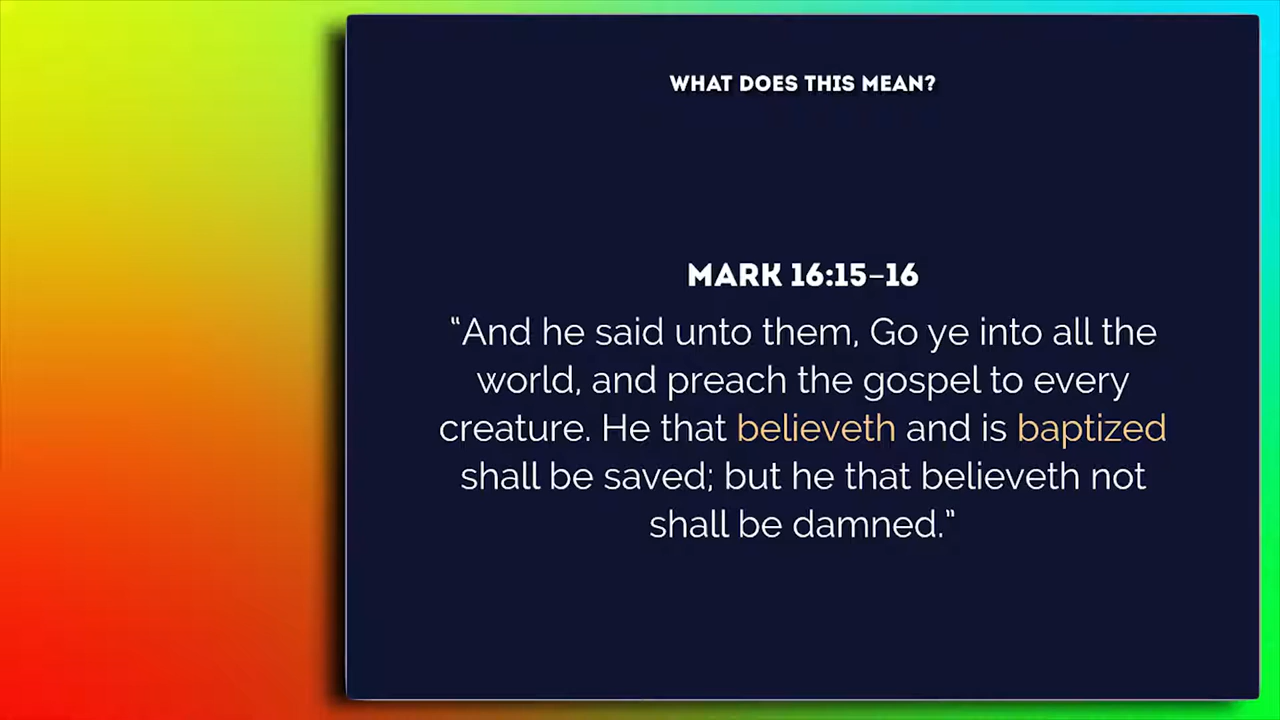 WHAT DOES THIS MEAN?
MARK 16:15–16
“And he said unto them, Go ye into all the
world, and preach the gospel to every
creature. He that believeth and is baptized
shall be saved; but he that believeth not
shall be damned.”